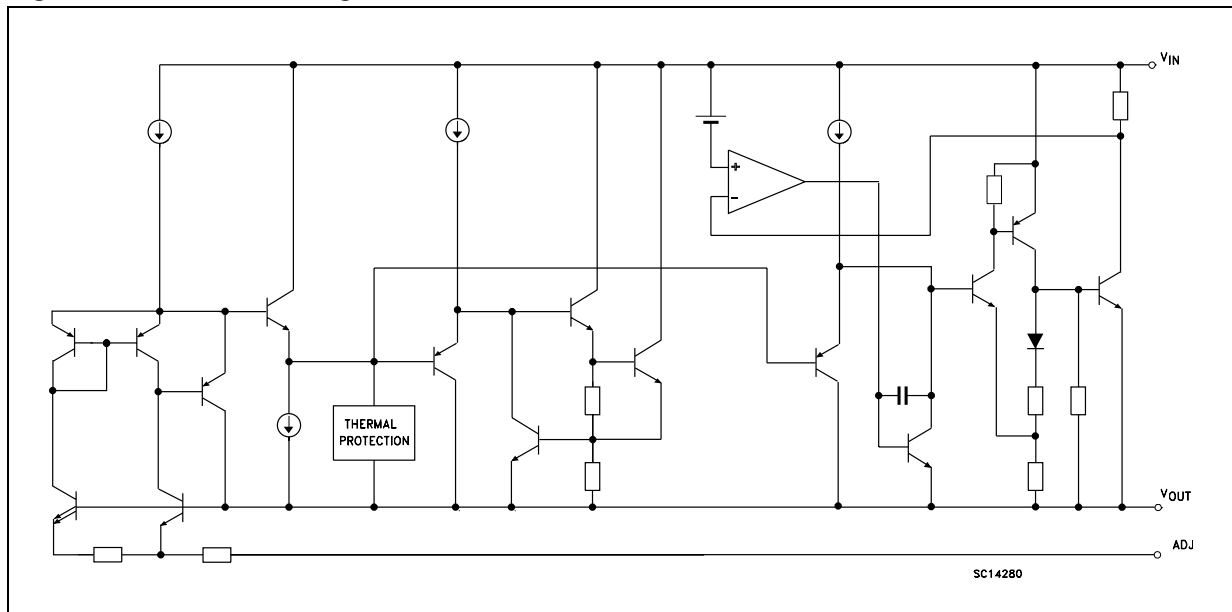 VIN
+
-
THERMAL
PROTECTION
VOUT
ADJ
SC14280